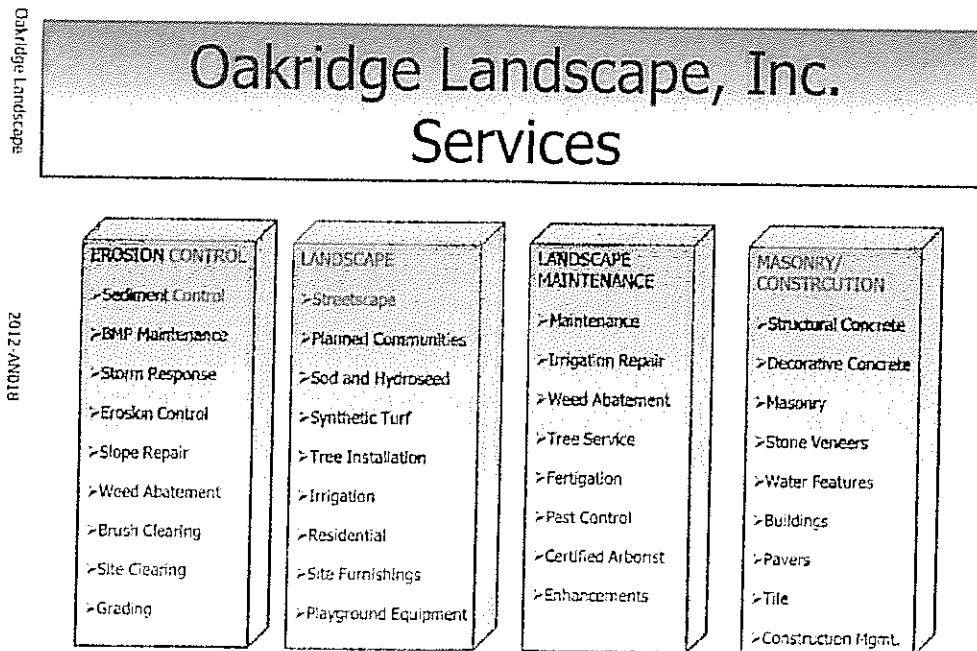 Oakridge Landscape
2012-AND18
Oakridge Landscape, Inc.
Services
EROSION CONTROL
➢Sediment Control
➢BMP Maintenance
➢Storm Response
➢Erosion Control
➢Slope Repair
➢Weed Abatement
➢Brush Clearing
➢Site Clearing
➢Grading
LANDSCAPE
➢Streetscape
➢Planned Communities
➢Sod and Hydroseed
➢Synthetic Turf
➢Tree Installation
➢Irrigation
➢Residential
➢Site Furnishings
➢Playground Equipment
LANDSCAPE
MAINTENANCE
➢Maintenance
➢Irrigation Repair
➢Weed Abatement
➢Tree Service
➢Fertigation
➢Pest Control
➢Certified Arborist
➢Enhancements
MASONRY/
CONSTRCUTION
➢Structural Concrete
➢Decorative Concrete
➢Masonry
➢Stone Veneers
➢Water Features
➢Buildings
➢Pavers
➢Tile
➢Construction Mgmt.